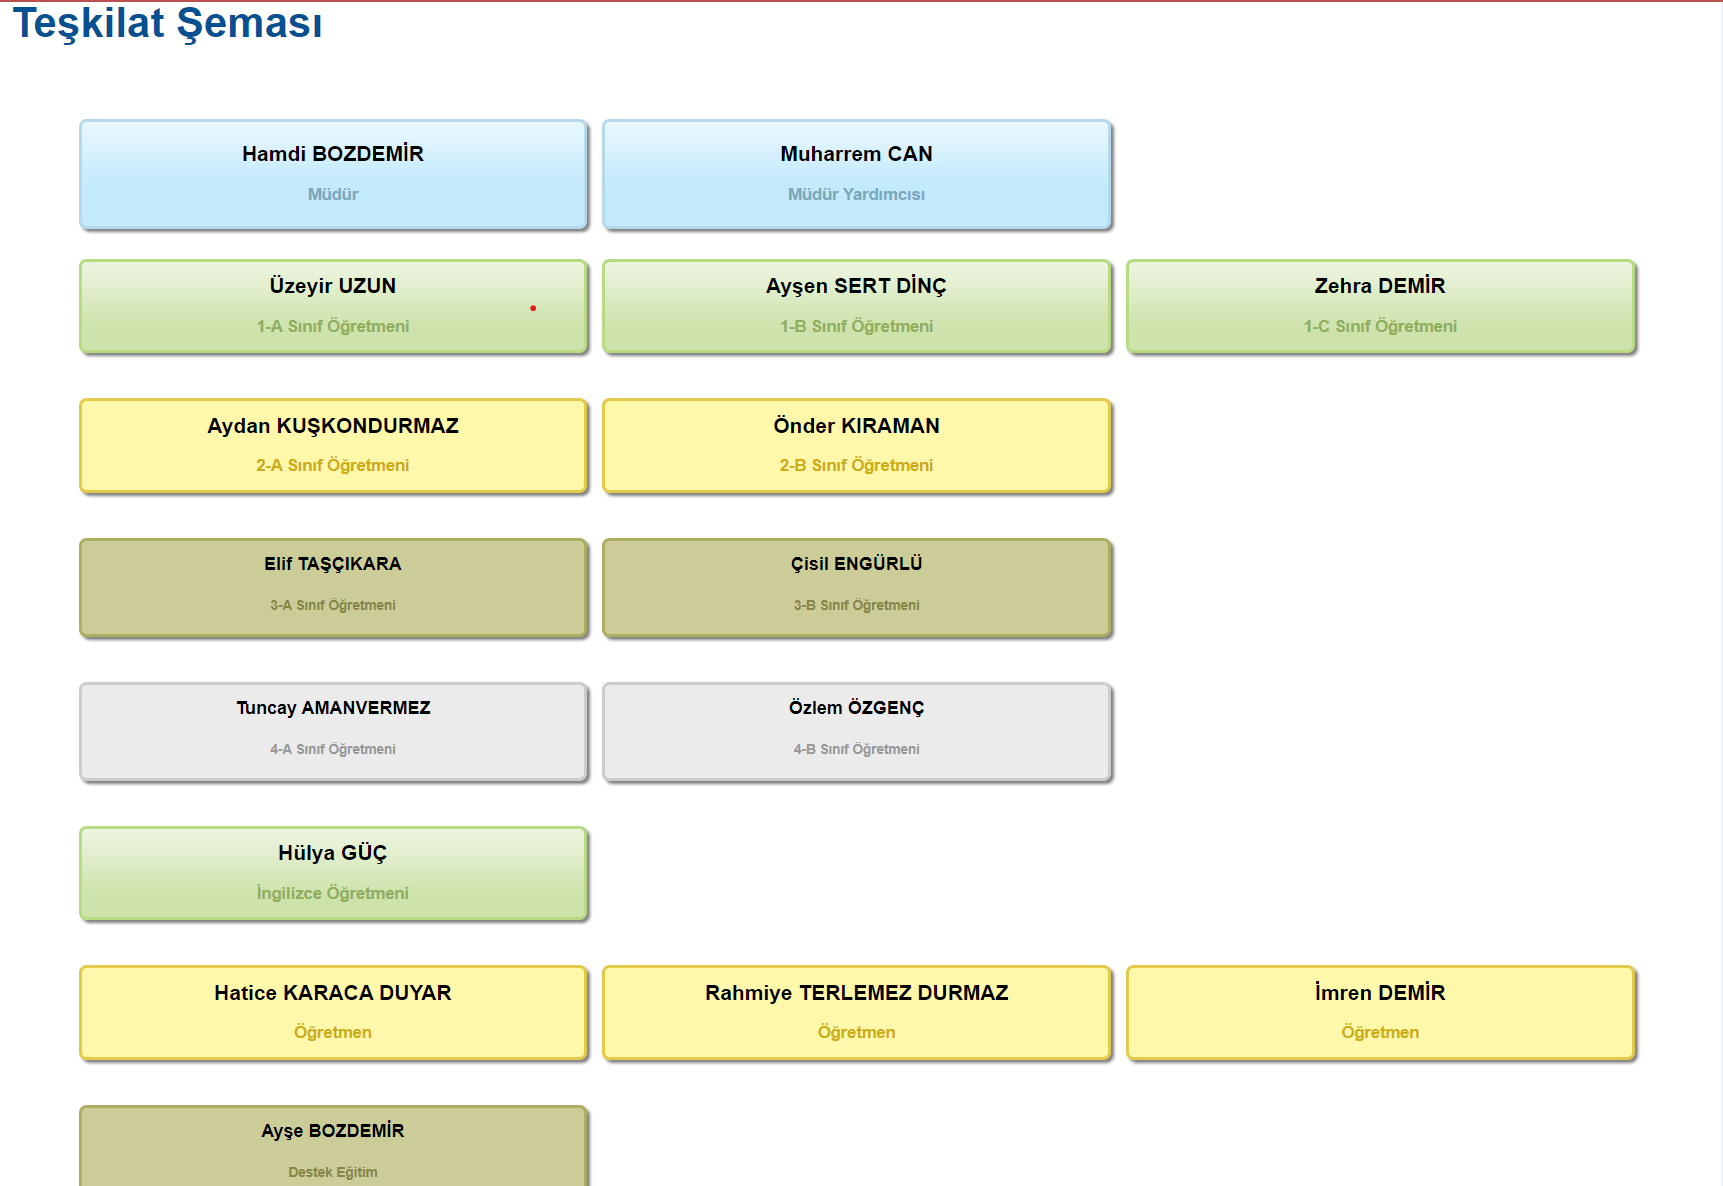 Teşkilat Şeması
Hamdi BOZDEMİR
Müdür
Muharrem CAN
Müdür Yardımcısı
Üzeyir UZUN
1-A Sınıf Öğretmeni
Ayşen SERT DİNÇ
1-B Sınıf Öğretmeni
Zehra DEMİR
1-C Sınıf Öğretmeni
Aydan KUŞKONDURMAZ
2-A Sınıf Öğretmeni
Önder KIRAMAN
2-B Sınıf Öğretmeni
Elif TAŞÇIKARA
3-A Sınıf Öğretmeni
Çisil ENGÜRLÜ
3-B Sınıf Öğretmeni
Tuncay AMANVERMEZ
4-A Sınıf Öğretmeni
Özlem ÖZGENÇ
4-B Sınıf Öğretmeni
Hülya GÜÇ
İngilizce Öğretmeni
Hatice KARACA DUYAR
Öğretmen
Rahmiye TERLEMEZ DURMAZ
Öğretmen
İmren DEMİR
Öğretmen
Ayşe BOZDEMİR
Destek Eğitim